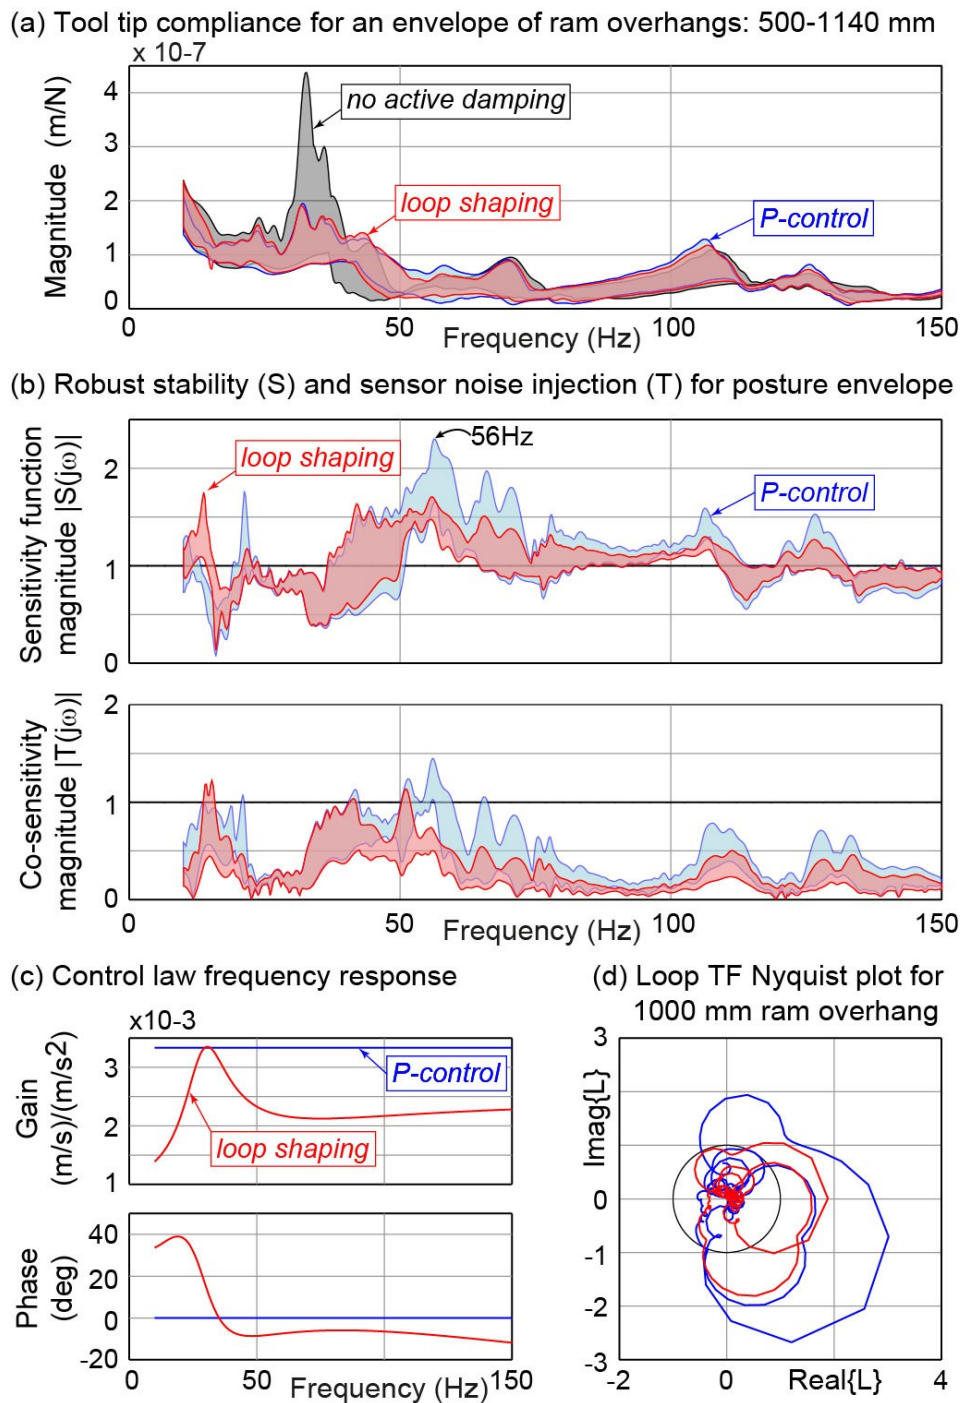 (a) Tool tip compliance for an envelope of ram overhangs: 500-1140 mm
x 10-7
Magnitude (m/N)
4
3
2
1
0
no active damping
loop shaping
P-control
0 50 100 150
Frequency (Hz)
(b) Robust stability (S) and sensor noise injection (T) for posture envelope
Sensitivity function
magnitude |S(jω)|
2
1
0
loop shaping
56Hz
P-control
Co-sensitivity
magnitude |T(jω)|
2
1
0
0 50 100 150
Frequency (Hz)
(c) Control law frequency response
x10-3
Gain
(m/s)/(m/s2)
3
2
1
P-control
loop shaping
Phase
(deg)
40
20
0
-20
0 50 150
Frequency (Hz)
(d) Loop TF Nyquist plot for
1000 mm ram overhang
Imag{L}
3
1
0
-1
-2
-3
-2 0 4
Real{L}